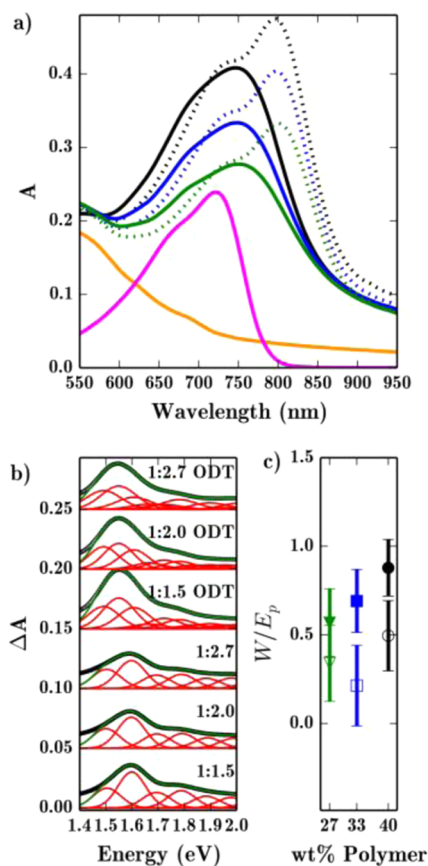 a)
0.4
0.3
0.2
0.1
0.0
A
550 600 650 700 750 800 850 900 950
Wavelength (nm)
b)
1:2.7 ODT
0.25
1:2.0 ODT
0.20
1:1.5 ODT
0.15
1:2.7
0.10
1:2.0
0.05
1:1.5
0.00
ΔA
1.4 1.5 1.6 1.7 1.8 1.9 2.0
Energy (eV)
c)
1.5
1.0
0.5
0.0
W/E_p
27 33 40
wt% Polymer